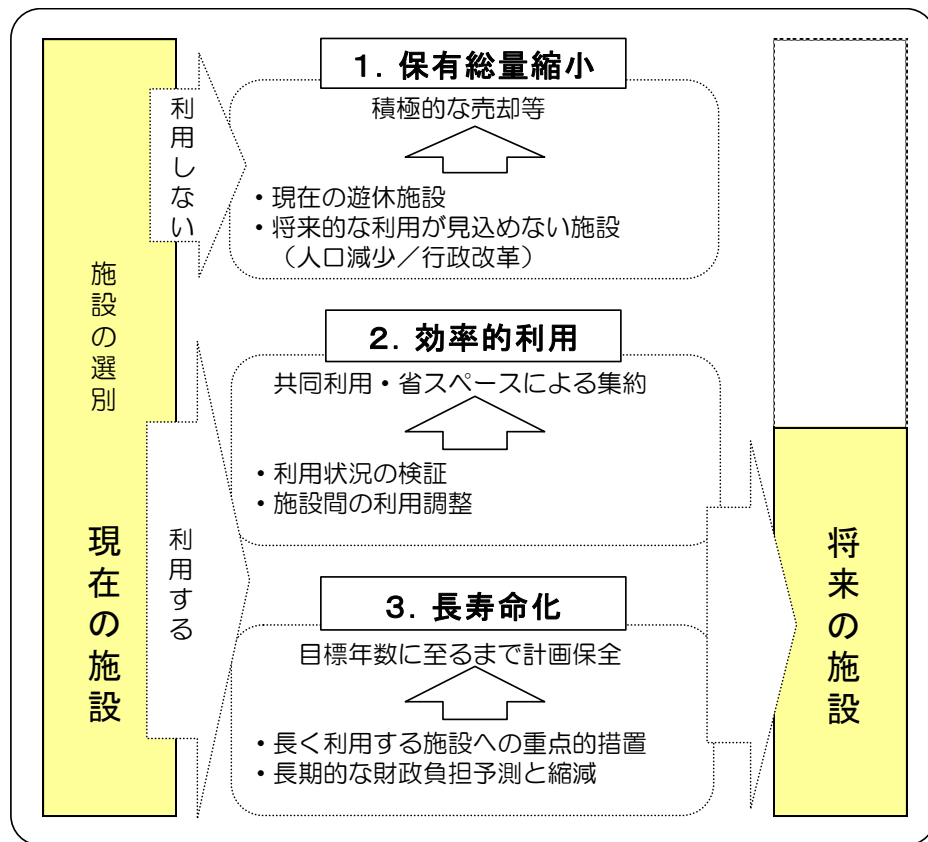 施設の選別
現在の施設
利用しない
利用する
１．保有総量縮小
積極的な売却等
・現在の遊休施設
・将来的な利用が見込めない施設
（人口減少／行政改革）
２．効率的利用
共同利用・省スペースによる集約
・利用状況の検証
・施設間の利用調整
３．長寿命化
目標年数に至るまで計画保全
・長く利用する施設への重点的措置
・長期的な財政負担予測と縮減
将来の施設